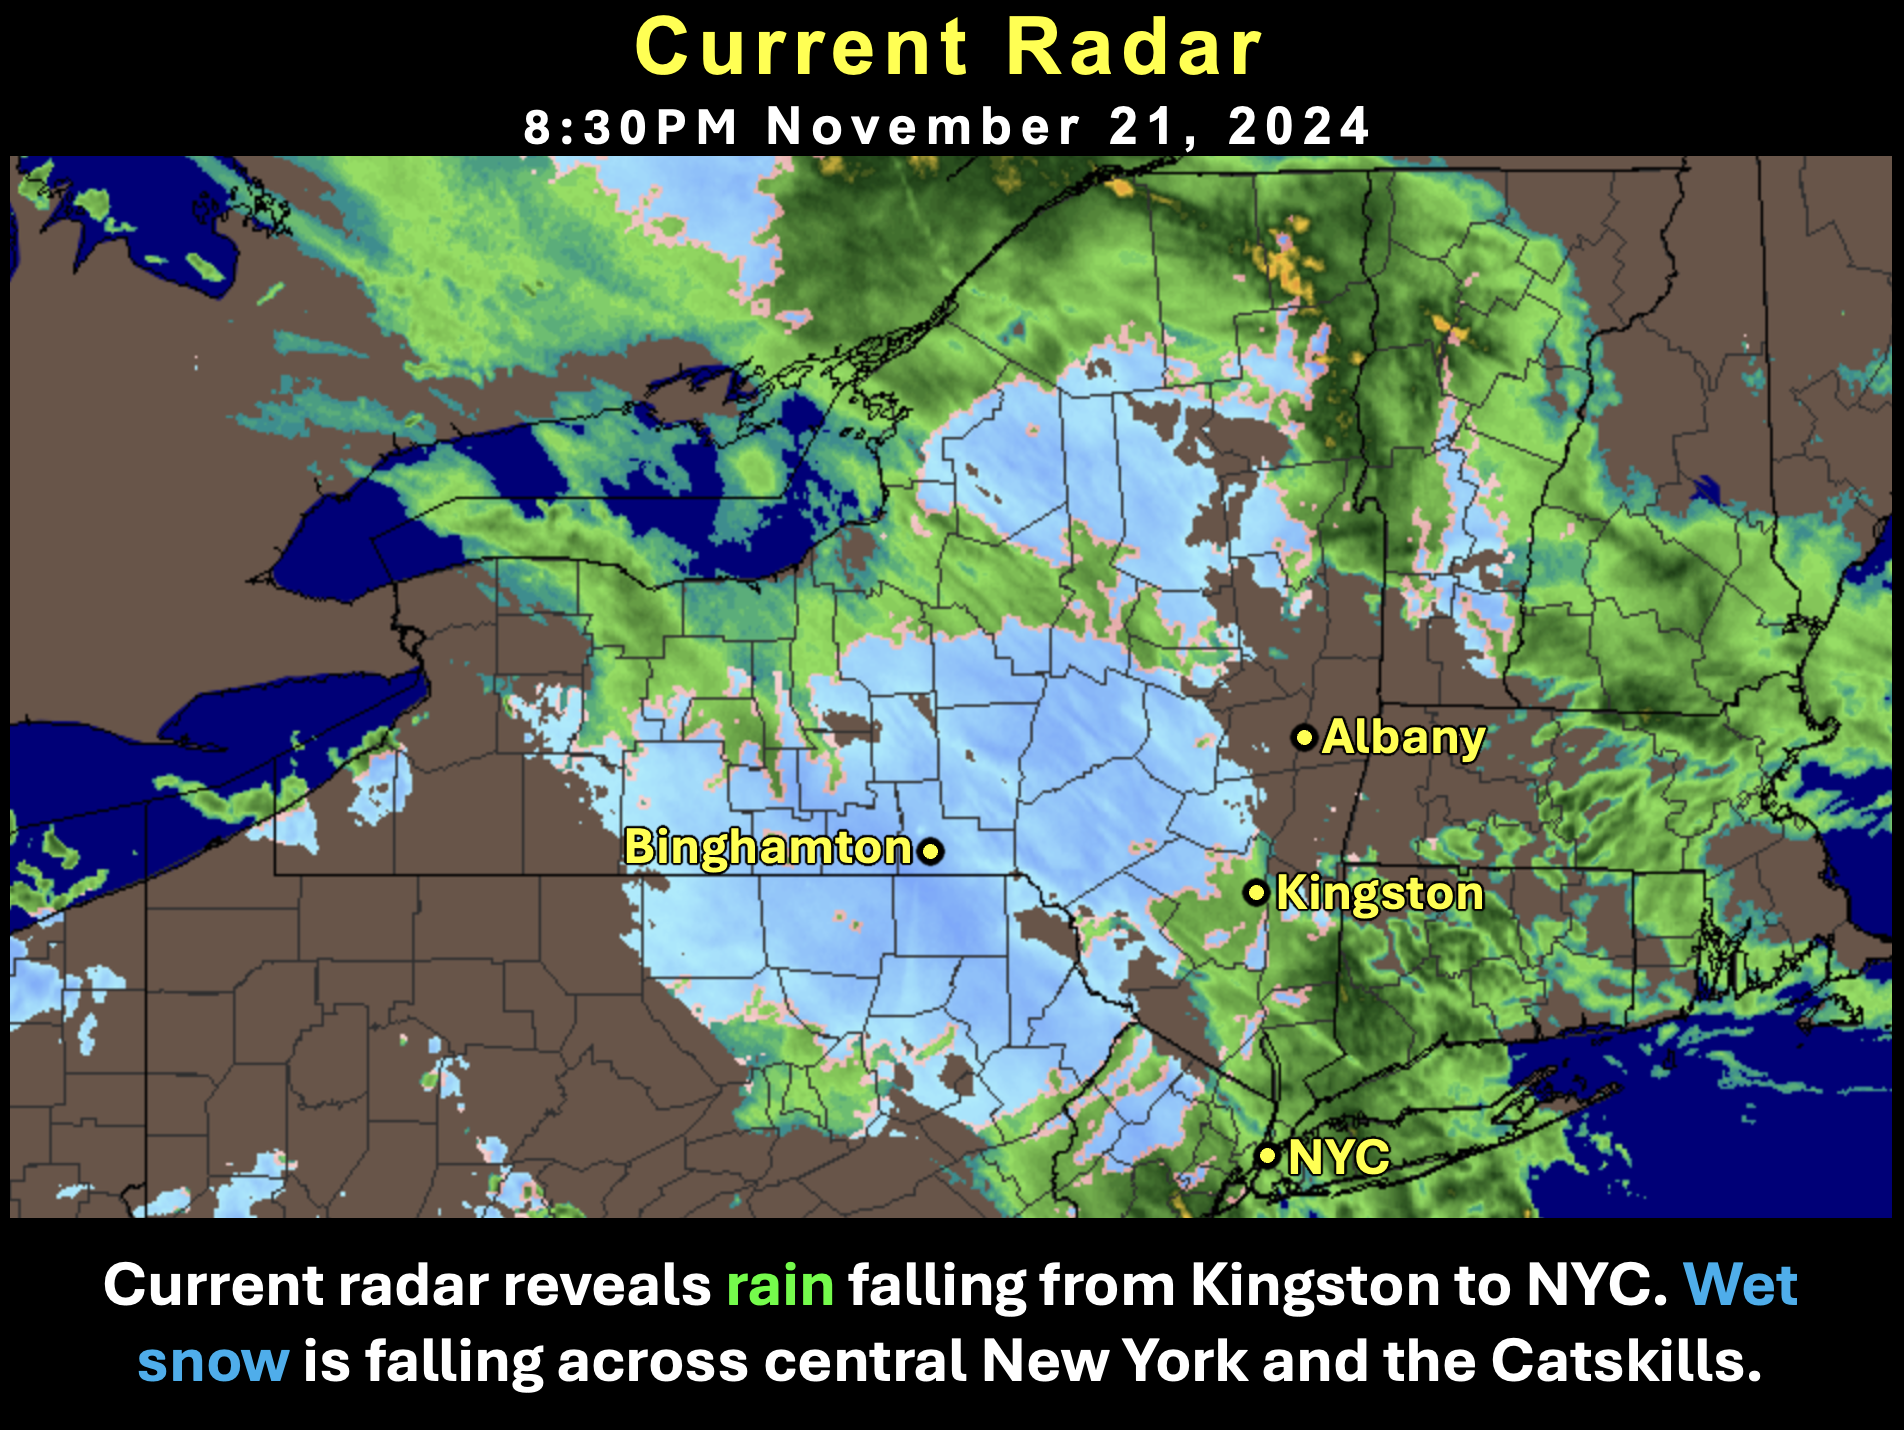 Current Radar
8:30PM November 21, 2024
Albany
Binghamton
Kingston
NYC
Current radar reveals rain falling from Kingston to NYC. Wet
snow is falling across central New York and the Catskills.